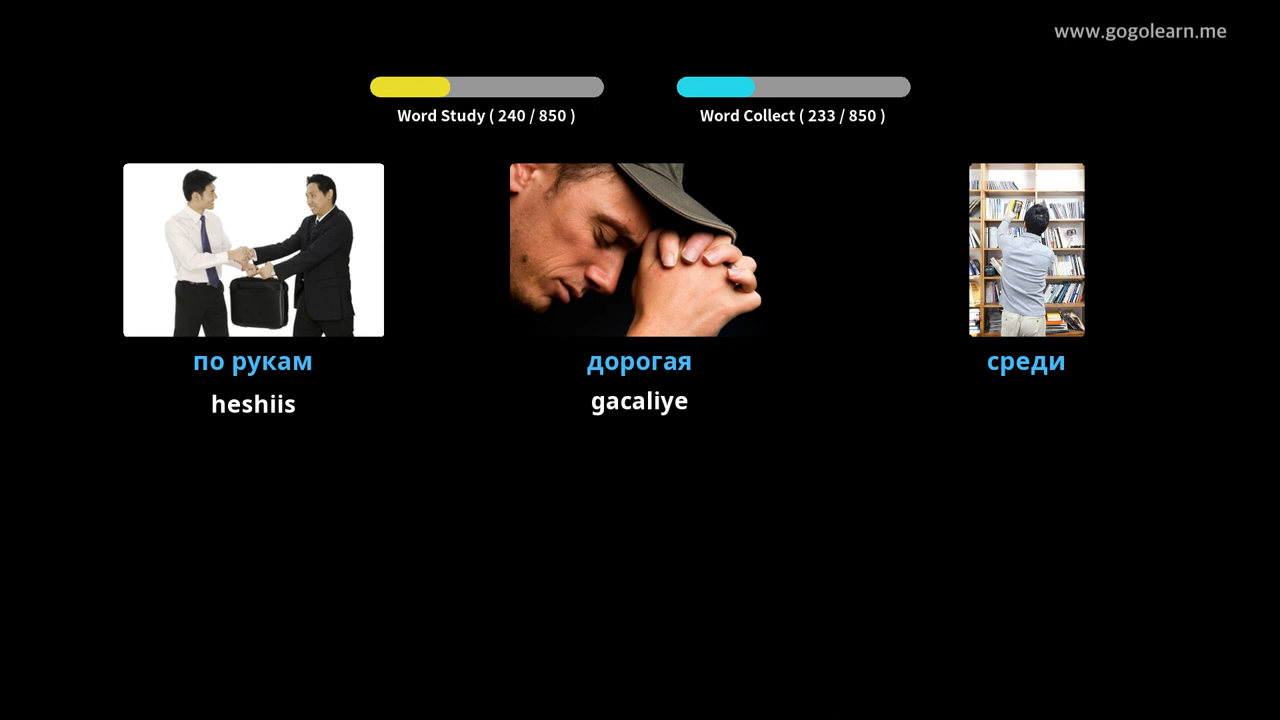 www.gogolearn.me
Word Study ( 240 / 850 )
Word Collect ( 233 / 850 )
по рукам
heshiis
дорогая
gacaliye
среди